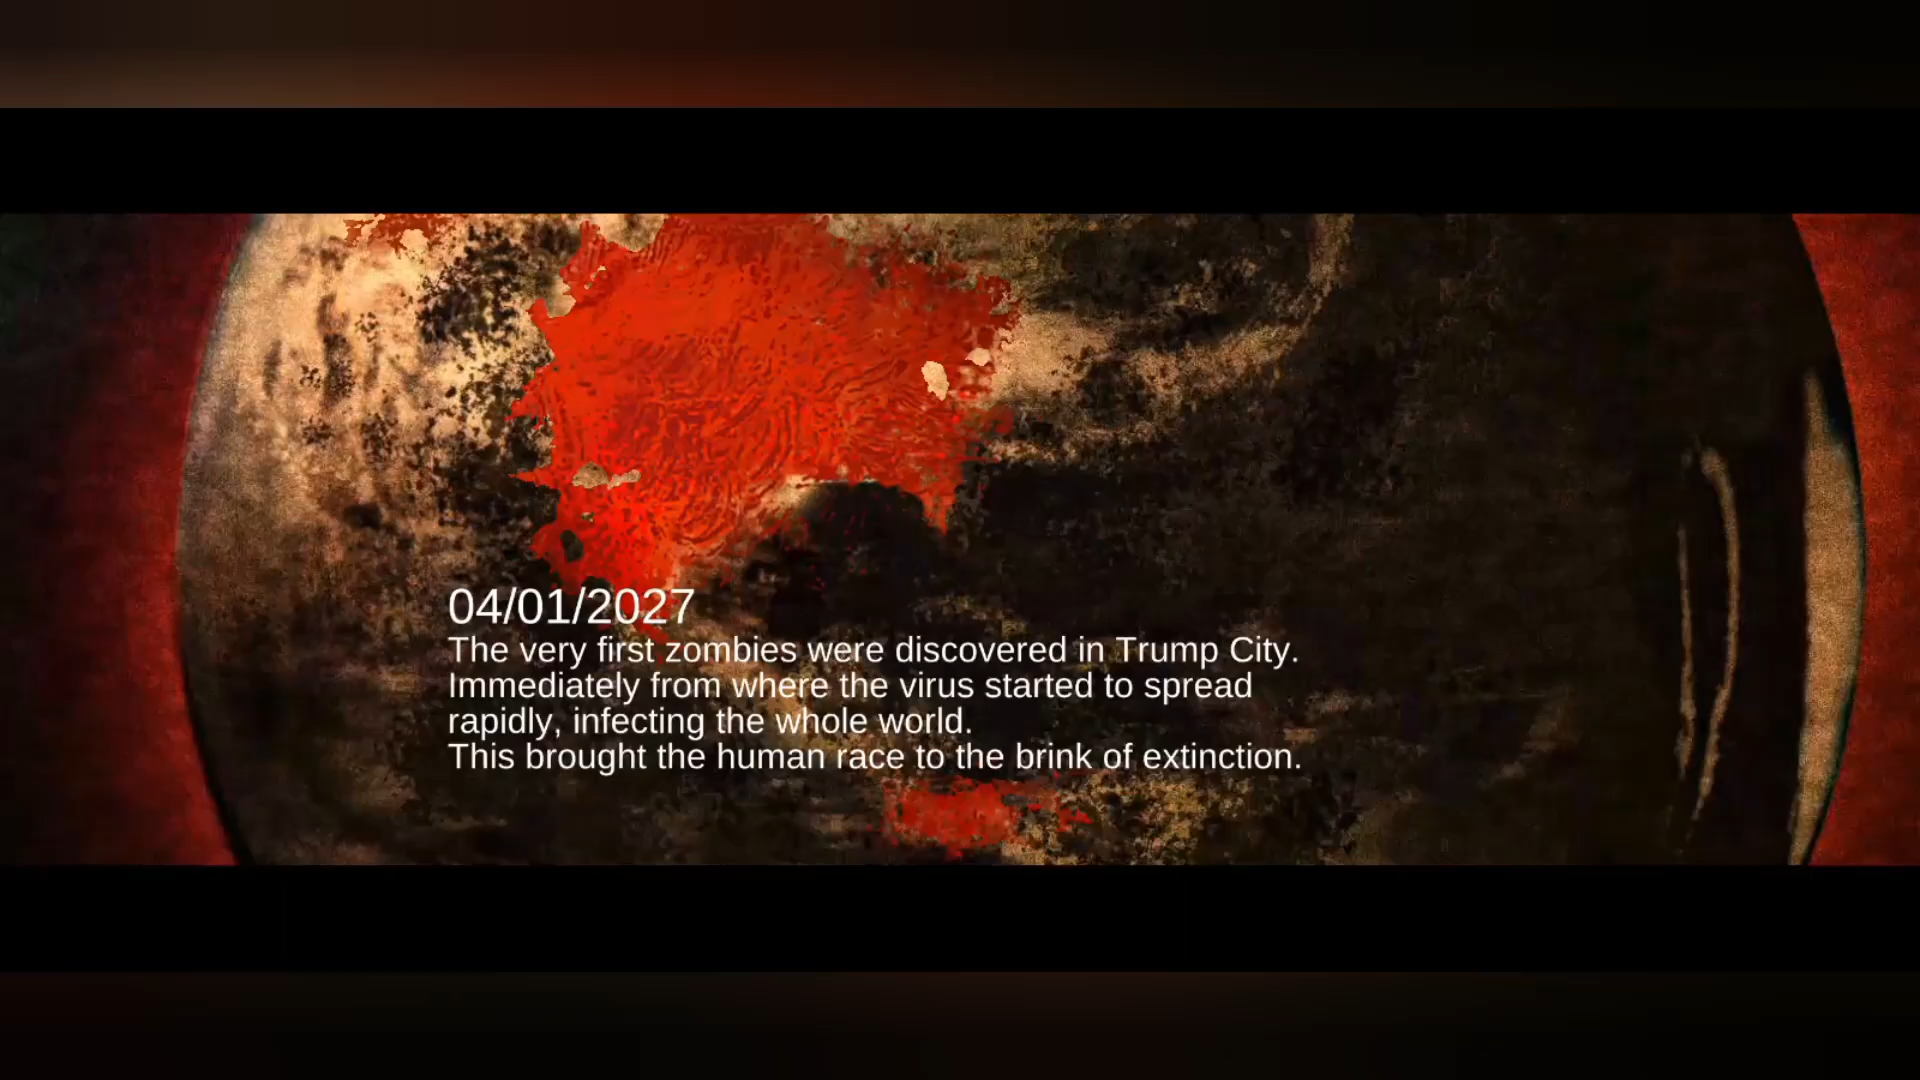 04/01/2027
The very first zombies were discovered in Trump City.
Immediately from where the virus started to spread
rapidly, infecting the whole world.
This brought the human race to the brink of extinction.